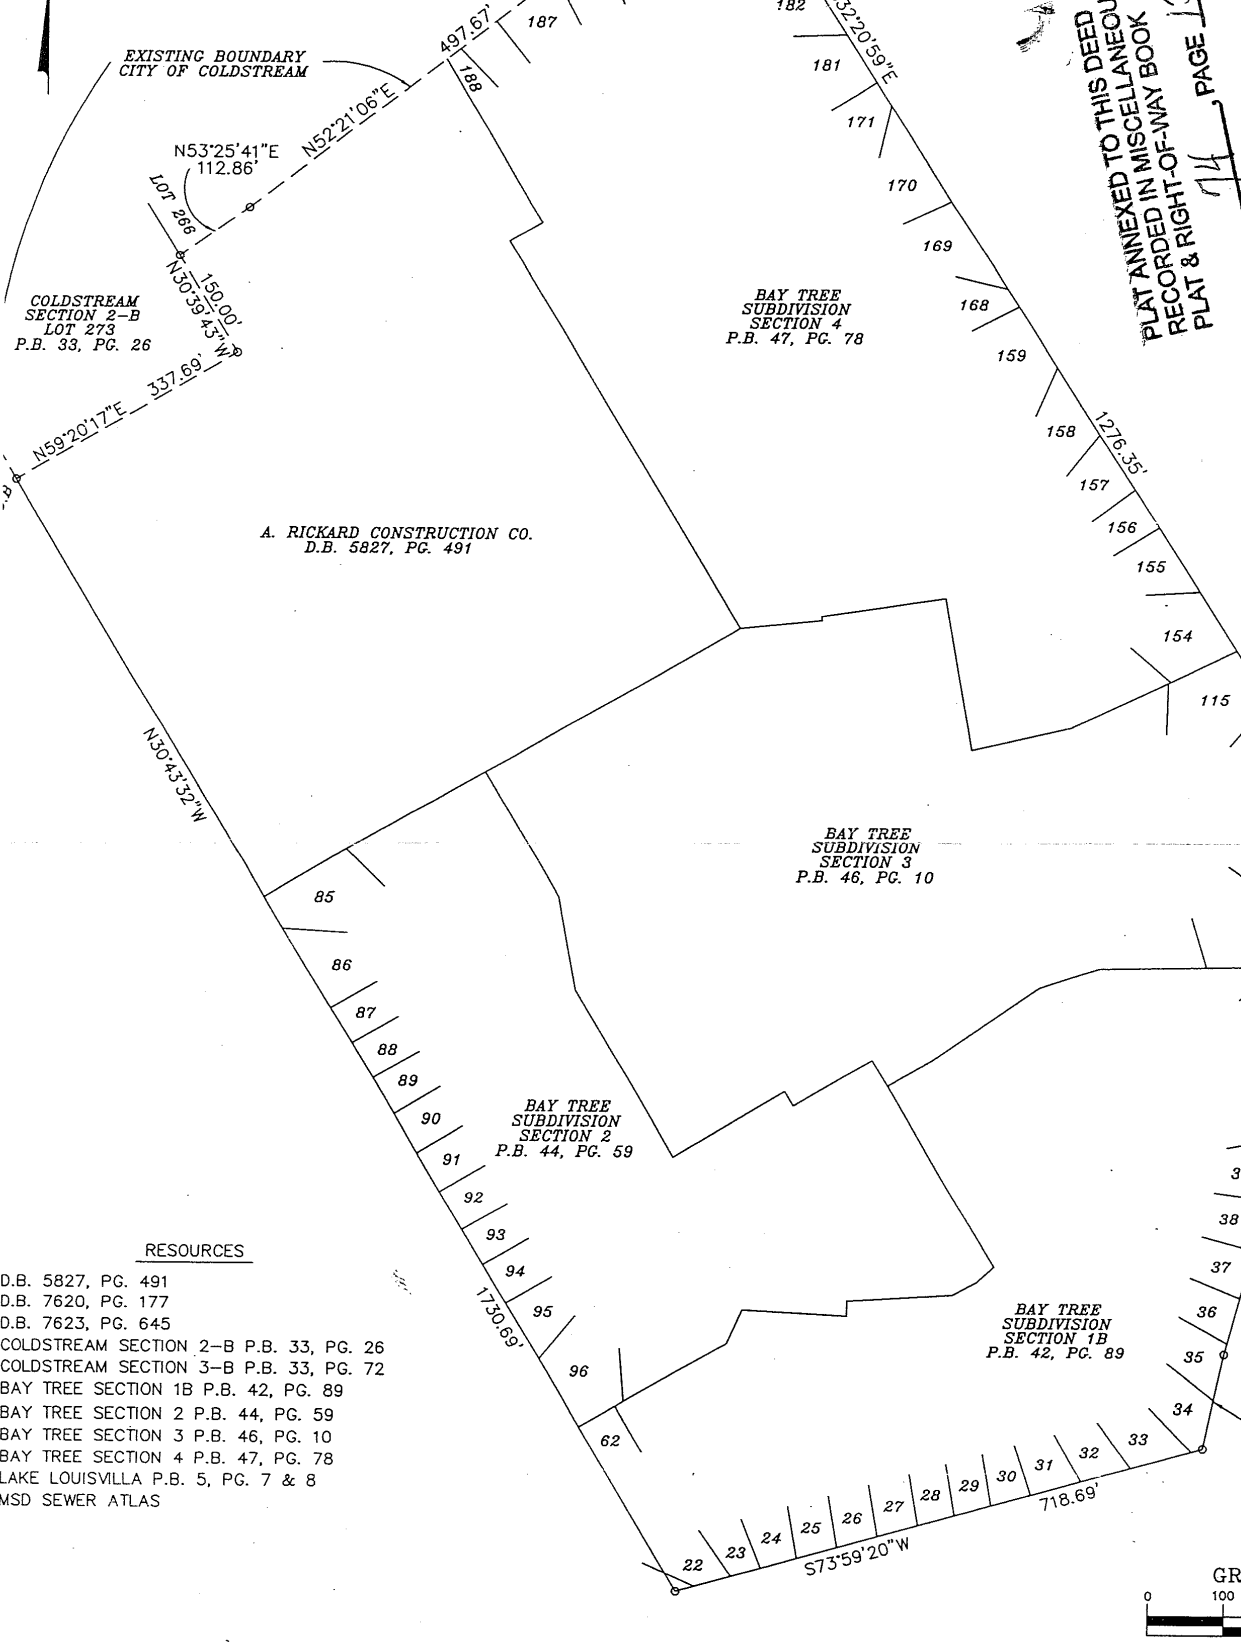 187
182
497.67'
32°20'59"E
EXISTING BOUNDARY
CITY OF COLDSTREAM
188
181
171
N52°21'06"E
N53°25'41"E
112.86'
LOT 266
170
169
168
159
158
157
156
155
154
115
1276.35'
PLAT ANNEXED TO THIS DEED
RECORDED IN MISCELLANEOU
PLAT & RIGHT-OF-WAY BOOK
74 PAGE
150.00'
N30°39'43"W
COLDSTREAM
SECTION 2-B
LOT 273
P.B. 33, PG. 26
BAY TREE
SUBDIVISION
SECTION 4
P.B. 47, PG. 78
N59°20'17"E 337.69'
A. RICKARD CONSTRUCTION CO.
D.B. 5827, PG. 491
N30°43'32"W
BAY TREE
SUBDIVISION
SECTION 3
P.B. 46, PG. 10
85
86
87
88
89
90
91
92
93
94
95
96
62
1730.69'
BAY TREE
SUBDIVISION
SECTION 2
P.B. 44, PG. 59
3
38
37
36
35
34
33
32
31
30
29
28
27
26
25
24
23
22
BAY TREE
SUBDIVISION
SECTION 1B
P.B. 42, PG. 89
718.69'
S73°59'20"W
RESOURCES
D.B. 5827, PG. 491
D.B. 7620, PG. 177
D.B. 7623, PG. 645
COLDSTREAM SECTION 2-B P.B. 33, PG. 26
COLDSTREAM SECTION 3-B P.B. 33, PG. 72
BAY TREE SECTION 1B P.B. 42, PG. 89
BAY TREE SECTION 2 P.B. 44, PG. 59
BAY TREE SECTION 3 P.B. 46, PG. 10
BAY TREE SECTION 4 P.B. 47, PG. 78
LAKE LOUISVILLA P.B. 5, PG. 7 & 8
MSD SEWER ATLAS
GR
0 100